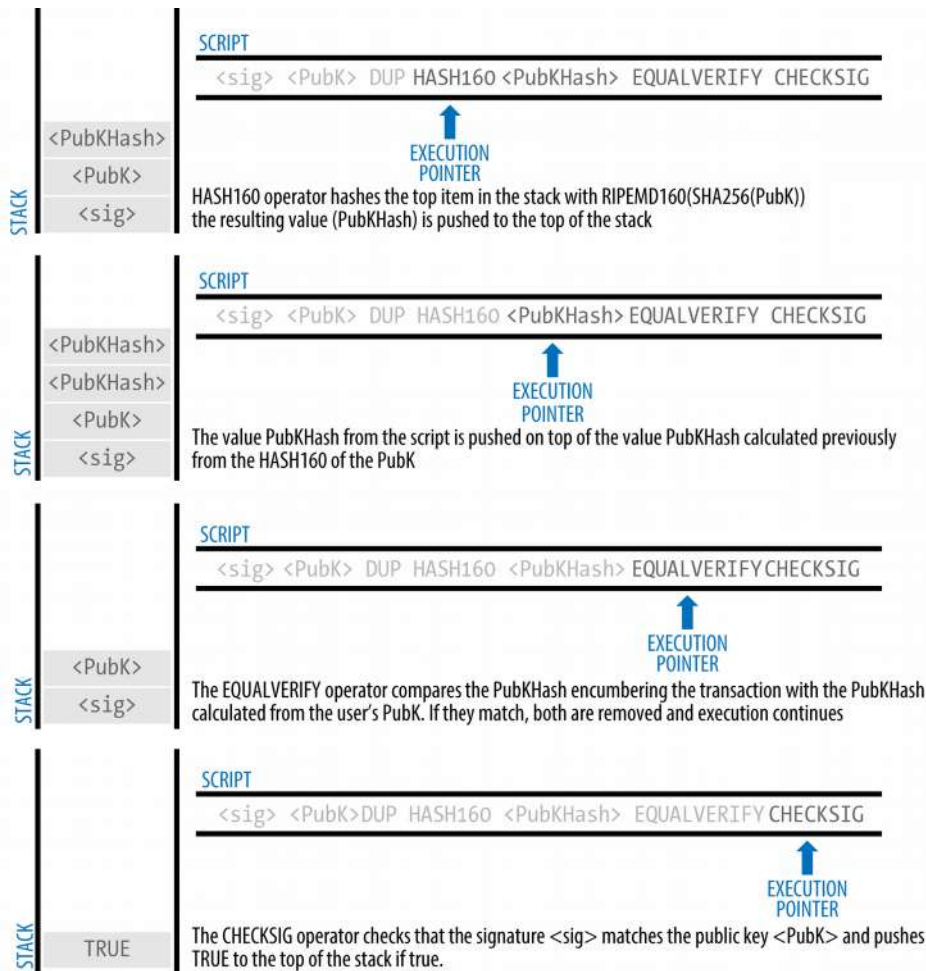 SCRIPT
<sig> <PubK> DUP HASH160 <PubKHash> EQUALVERIFY CHECKSIG
EXECUTION
POINTER
<PubKHash>
<PubK>
<sig>
STACK
HASH160 operator hashes the top item in the stack with RIPEMD160(SHA256(PubK))
the resulting value (PubKHash) is pushed to the top of the stack
SCRIPT
<sig> <PubK> DUP HASH160 <PubKHash> EQUALVERIFY CHECKSIG
EXECUTION
POINTER
<PubKHash>
<PubKHash>
<PubK>
<sig>
STACK
The value PubKHash from the script is pushed on top of the value PubKHash calculated previously
from the HASH160 of the PubK
SCRIPT
<sig> <PubK> DUP HASH160 <PubKHash> EQUALVERIFY CHECKSIG
EXECUTION
POINTER
<PubK>
<sig>
STACK
The EQUALVERIFY operator compares the PubKHash encumbering the transaction with the PubKHash
calculated from the user's PubK. If they match, both are removed and execution continues
SCRIPT
<sig> <PubK>DUP HASH160 <PubKHash> EQUALVERIFY CHECKSIG
EXECUTION
POINTER
TRUE
STACK
The CHECKSIG operator checks that the signature <sig> matches the public key <PubK> and pushes
TRUE to the top of the stack if true.